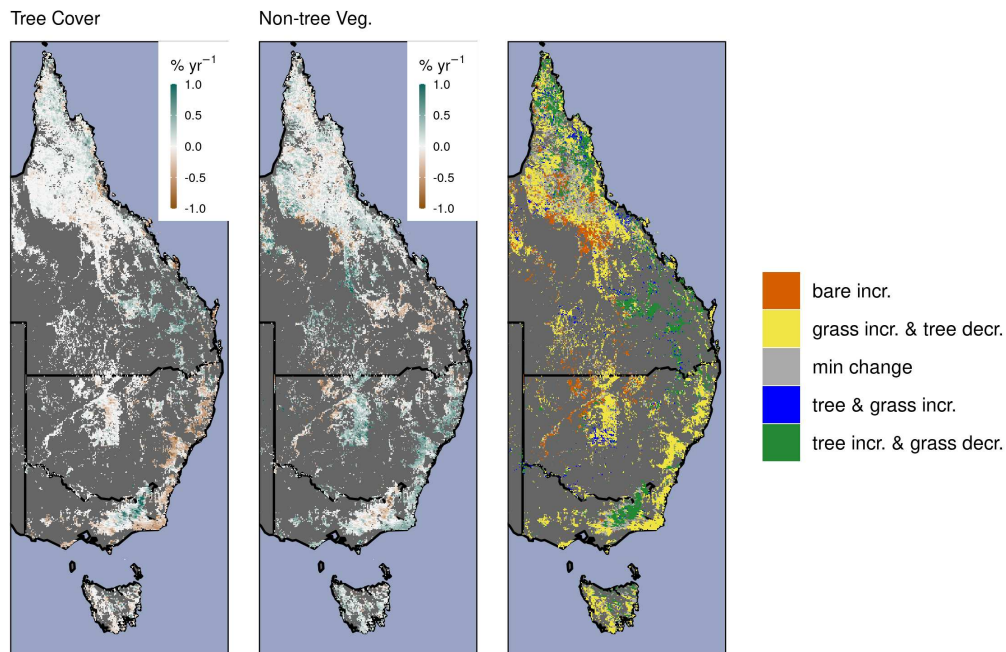 Tree Cover
Non-tree Veg.
% yr⁻¹
1.0
0.5
0.0
-0.5
-1.0
% yr⁻¹
1.0
0.5
0.0
-0.5
-1.0
bare incr.
grass incr. & tree decr.
min change
tree & grass incr.
tree incr. & grass decr.